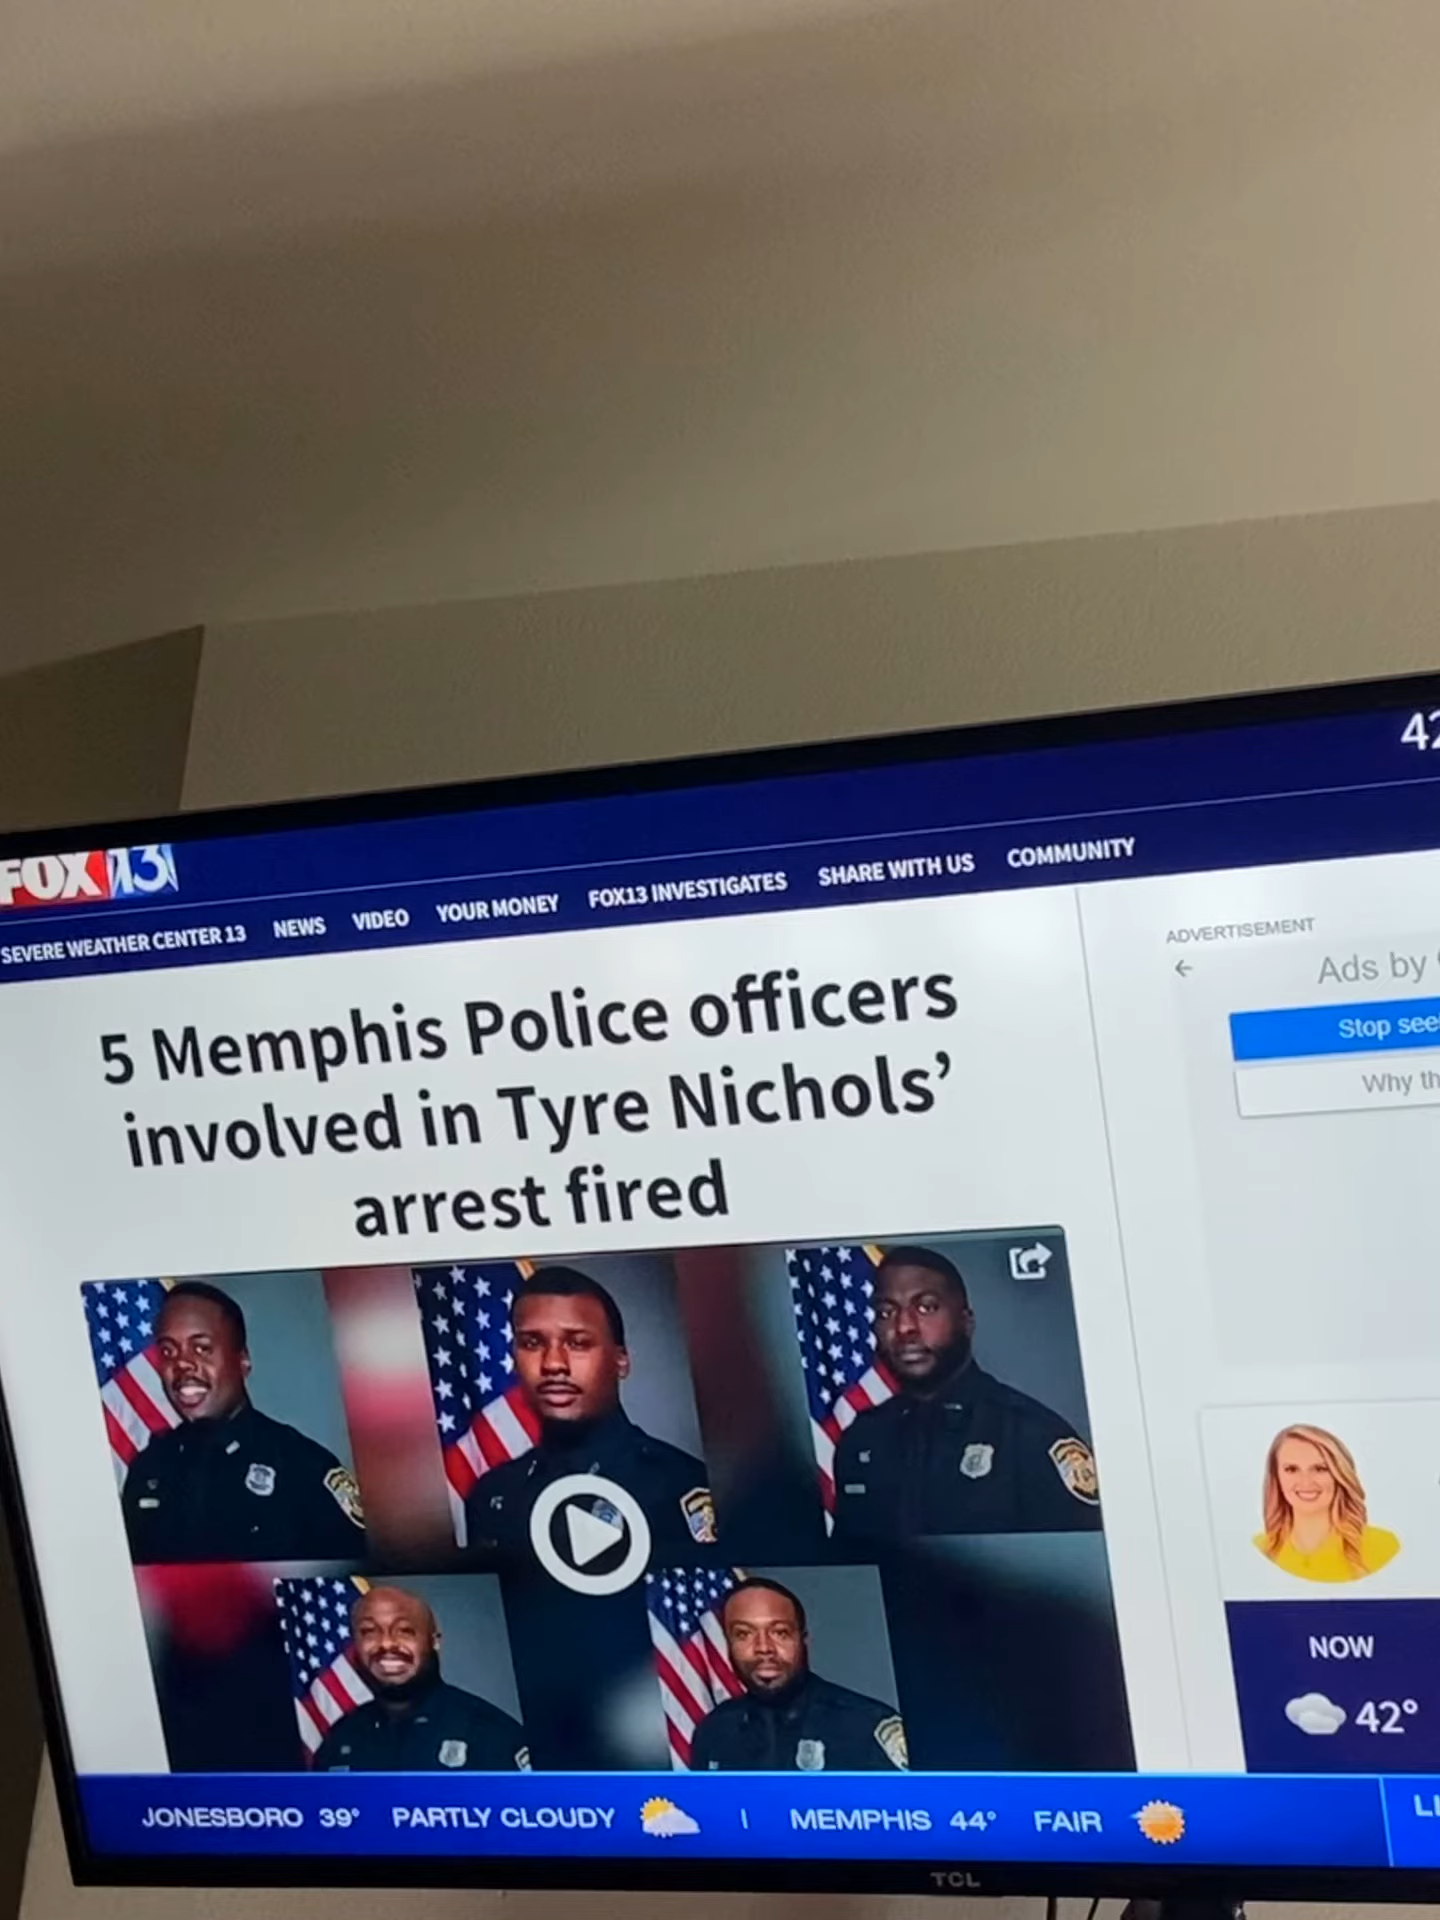 42
FOX 13
SEVERE WEATHER CENTER 13 NEWS VIDEO YOUR MONEY FOX13 INVESTIGATES SHARE WITH US COMMUNITY
5 Memphis Police officers
involved in Tyre Nichols’
arrest fired
ADVERTISEMENT
Ads by
Stop
Why
NOW
42°
JONESBORO 39° PARTLY CLOUDY | MEMPHIS 44° FAIR
TCL